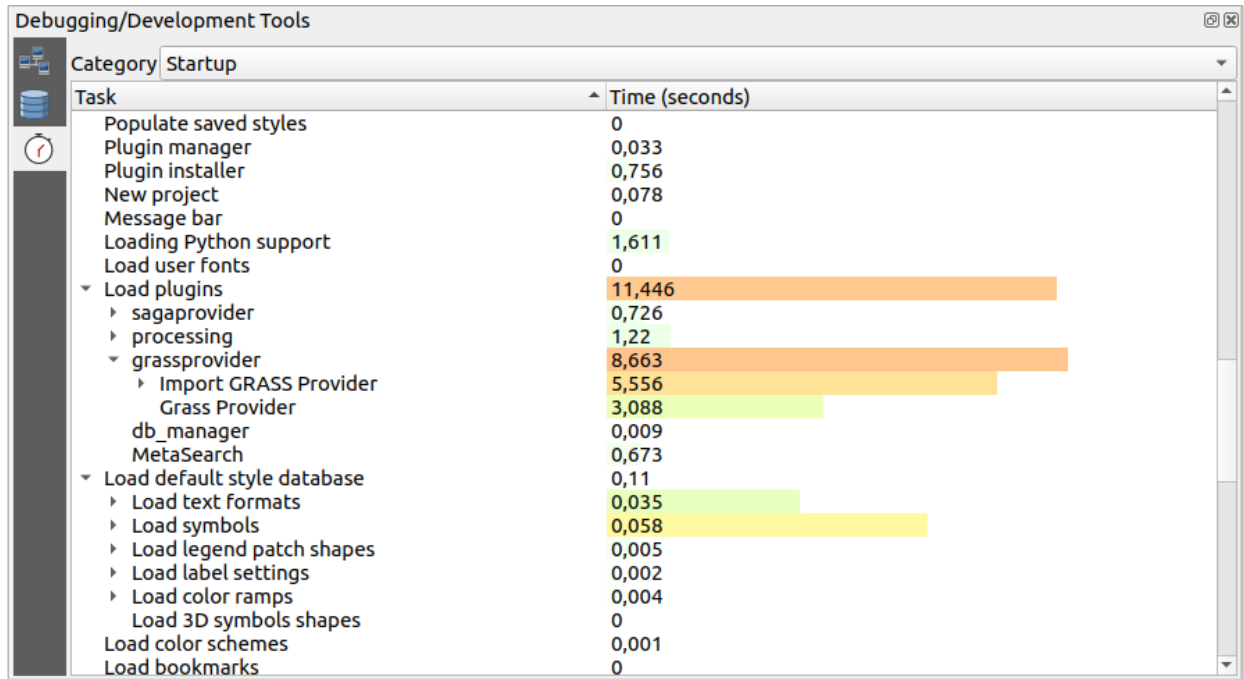 Debugging/Development Tools
Category Startup
Task Time (seconds)
Populate saved styles 0
Plugin manager 0,033
Plugin installer 0,756
New project 0,078
Message bar 0
Loading Python support 1,611
Load user fonts 0
Load plugins 11,446
sagaprovider 0,726
processing 1,22
grassprovider 8,663
Import GRASS Provider 5,556
Grass Provider 3,088
db_manager 0,009
MetaSearch 0,673
Load default style database 0,11
Load text formats 0,035
Load symbols 0,058
Load legend patch shapes 0,005
Load label settings 0,002
Load color ramps 0,004
Load 3D symbols shapes 0
Load color schemes 0,001
Load bookmarks 0